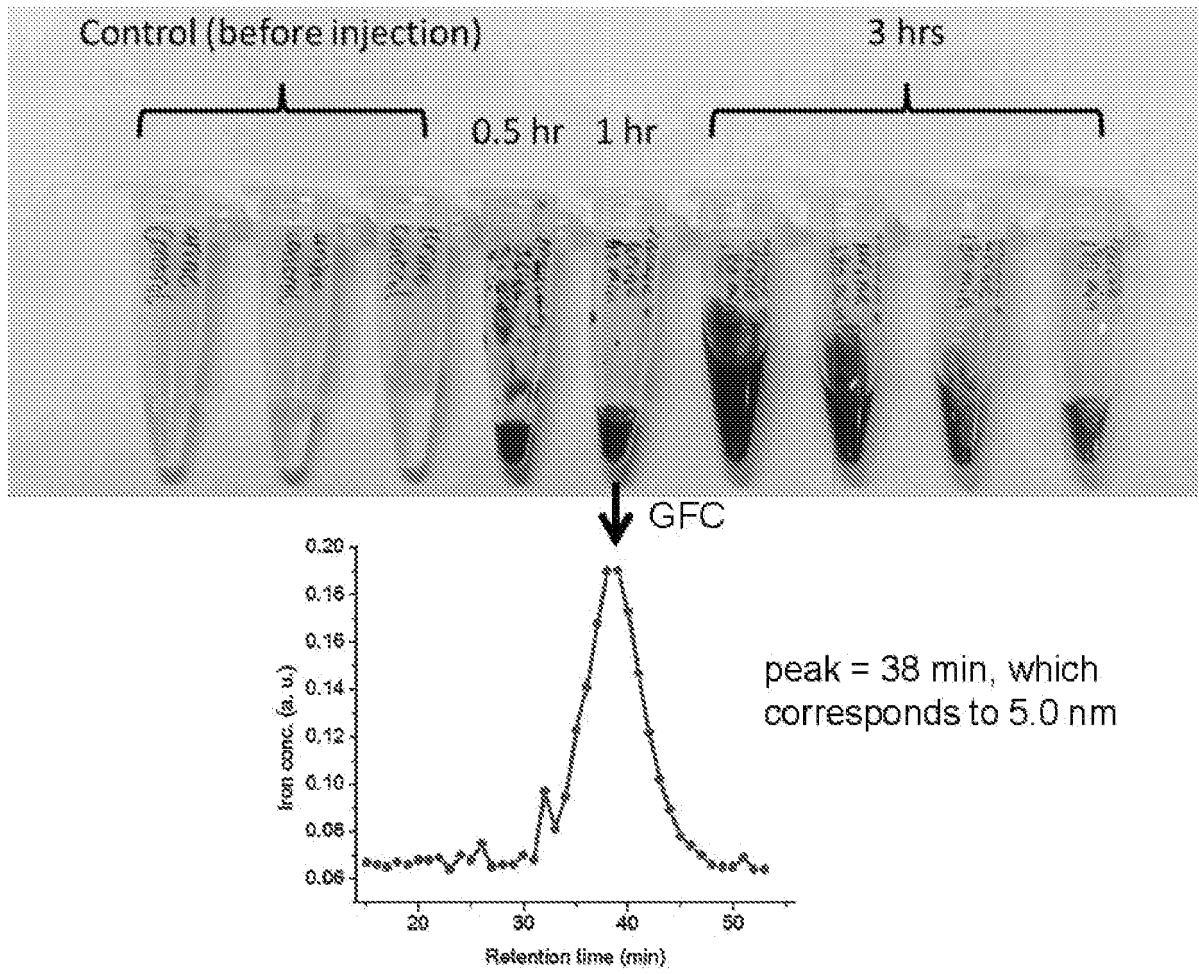 Control (before injection)
3 hrs
0.5 hr
1 hr
GFC
0.20
0.18
0.16
0.14
0.12
0.10
0.08
0.06
Iron conc. (a. u.)
20
30
40
50
Retention time (min)
peak = 38 min, which
corresponds to 5.0 nm